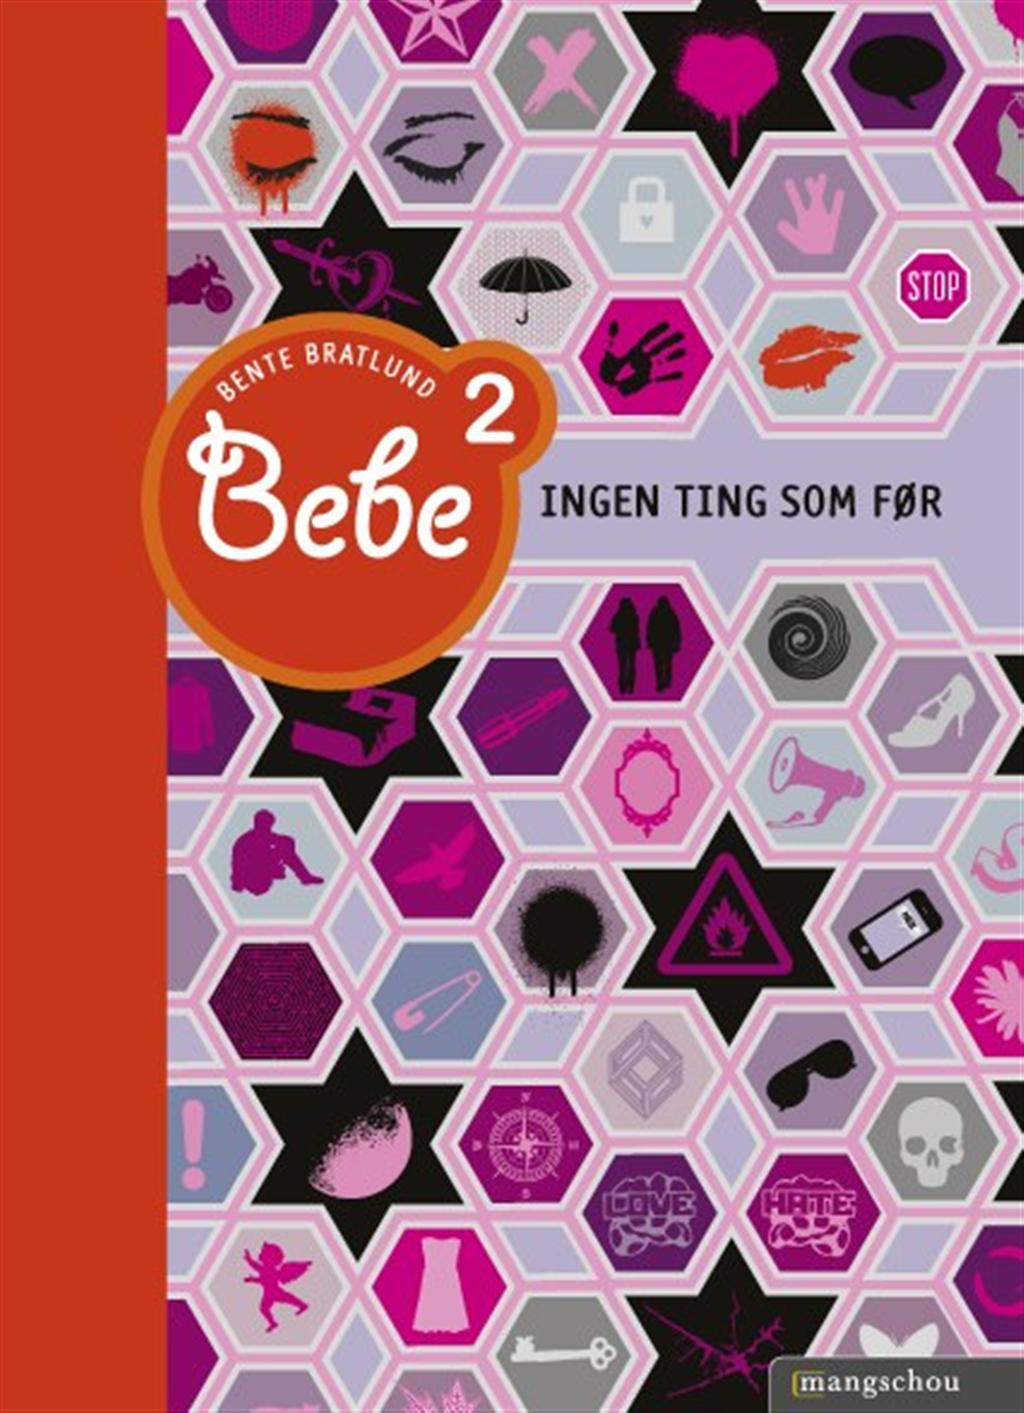 STOP
BENTE BRATLUND
2
Bebe
INGEN TING SOM FØR
LOVE
HATE
mangschou